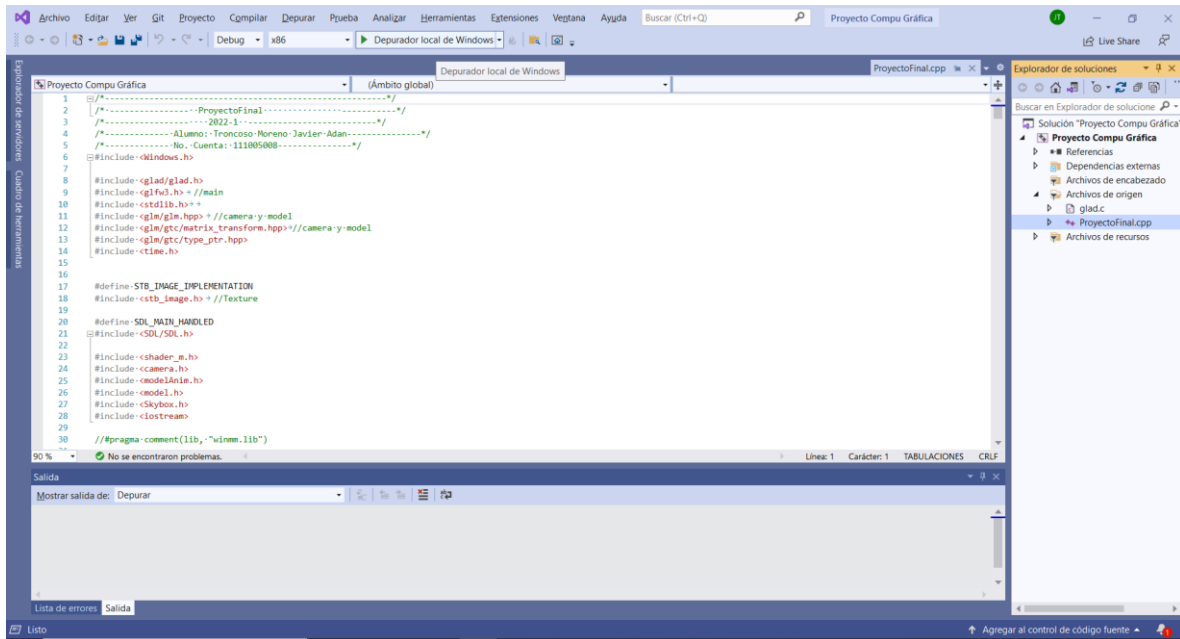 Archivo Editar Ver Git Proyecto Compilar Depurar Prueba Analizar Herramientas Extensiones Ventana Ayuda Buscar (Ctrl+Q) Proyecto Compu Gráfica JT
Debug x86 Depurador local de Windows Live Share
Depurador local de Windows
Explorador de servidores
Cuadro de herramientas
ProyectoFinal.cpp
Proyecto Compu Gráfica (Ámbito global)
1 /*----------------------------------------------------------*/
2 /*------------------ProyectoFinal---------------------------*/
3 /*---------------------2022-1---------------------------*/
4 /*--------------Alumno: Troncoso Moreno Javier Adan---------------*/
5 /*--------------No. Cuenta: 111005008---------------*/
6 #include <Windows.h>
7
8 #include <glad/glad.h>
9 #include <glfw3.h> //main
10 #include <stdlib.h>
11 #include <glm/glm.hpp> //camera y model
12 #include <glm/gtc/matrix_transform.hpp> //camera y model
13 #include <glm/gtc/type_ptr.hpp>
14 #include <time.h>
15
16
17 #define STB_IMAGE_IMPLEMENTATION
18 #include <stb_image.h> //Texture
19
20 #define SDL_MAIN_HANDLED
21 #include <SDL/SDL.h>
22
23 #include <shader_m.h>
24 #include <camera.h>
25 #include <modelAnim.h>
26 #include <model.h>
27 #include <Skybox.h>
28 #include <iostream>
29
30 //#pragma comment(lib, "winmm.lib")
90 % No se encontraron problemas. Línea: 1 Carácter: 1 TABULACIONES CRLF
Salida
Mostrar salida de: Depurar
Lista de errores Salida
Explorador de soluciones
Buscar en Explorador de solucione
Solución "Proyecto Compu Gráfica"
Proyecto Compu Gráfica
Referencias
Dependencias externas
Archivos de encabezado
Archivos de origen
glad.c
ProyectoFinal.cpp
Archivos de recursos
Listo Agregar al control de código fuente 1